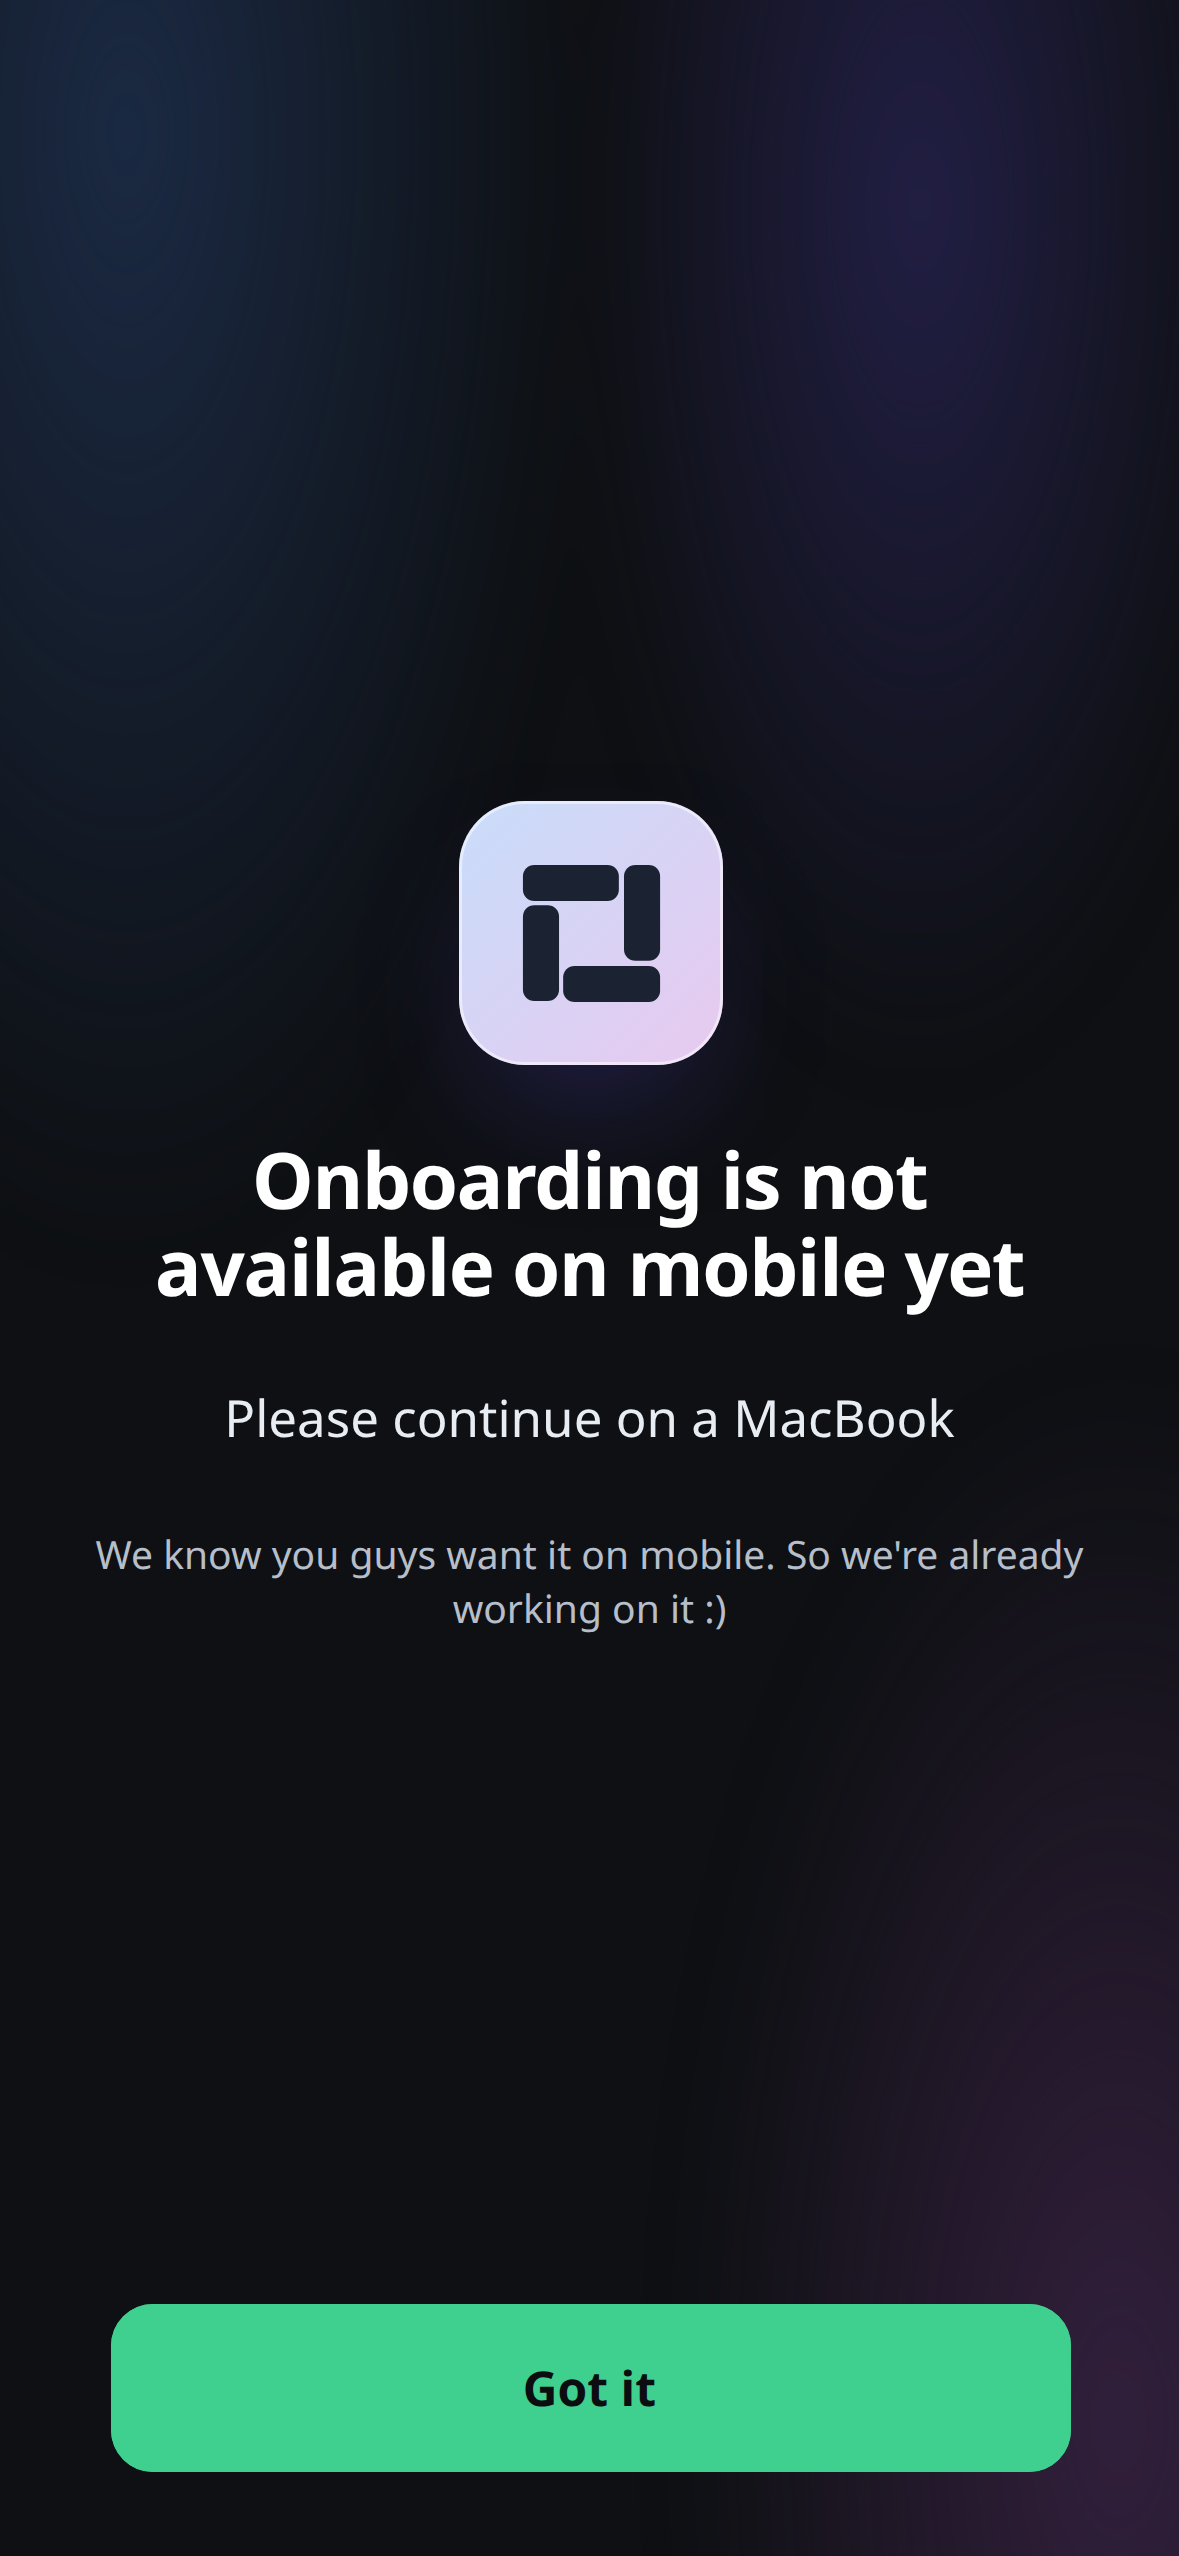 Onboarding is not
available on mobile yet
Please continue on a MacBook
We know you guys want it on mobile. So we're already
working on it :)
Got it